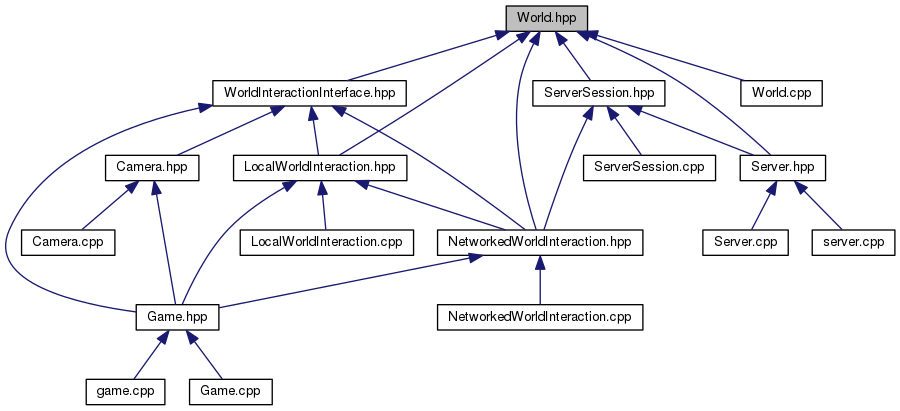 World.hpp
WorldInteractionInterface.hpp
ServerSession.hpp
World.cpp
Camera.hpp
LocalWorldInteraction.hpp
ServerSession.cpp
Server.hpp
Camera.cpp
LocalWorldInteraction.cpp
NetworkedWorldInteraction.hpp
Server.cpp
server.cpp
Game.hpp
NetworkedWorldInteraction.cpp
game.cpp
Game.cpp